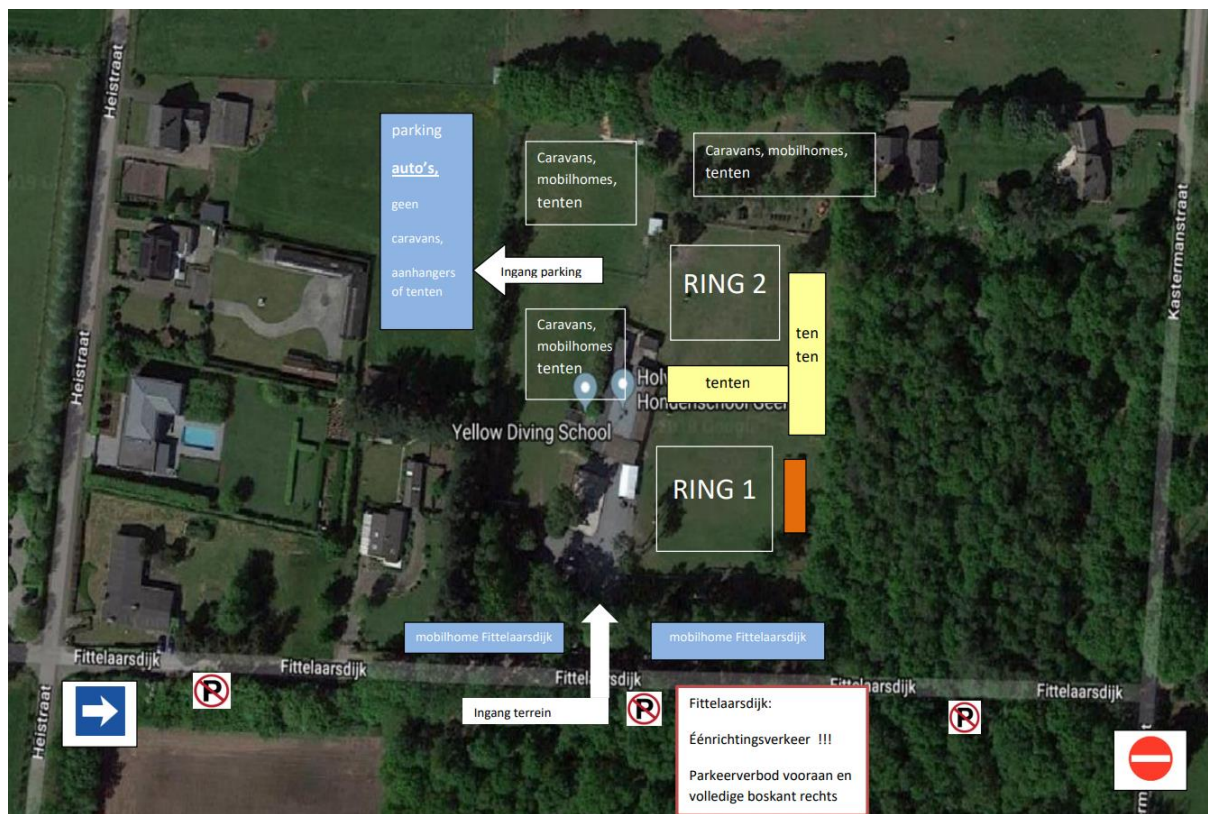 Heistraat
parking
auto's,
geen
caravans,
aanhangers
of tenten
Caravans,
mobilhomes,
tenten
Caravans, mobilhomes,
tenten
Kastermanstraat
Ingang parking
RING 2
ten
ten
Caravans,
mobilhomes
tenten
tenten
Hondenschool
Yellow Diving School
Heistraat
RING 1
mobilhome Fittelaarsdijk
mobilhome Fittelaarsdijk
Fittelaarsdijk
Fittelaarsdijk
Fittelaarsdijk
Fittelaarsdijk
P
P
P
Heistraat
Ingang terrein
Fittelaarsdijk:
Éénrichtingsverkeer !!!
Parkeerverbod vooraan en
volledige boskant rechts